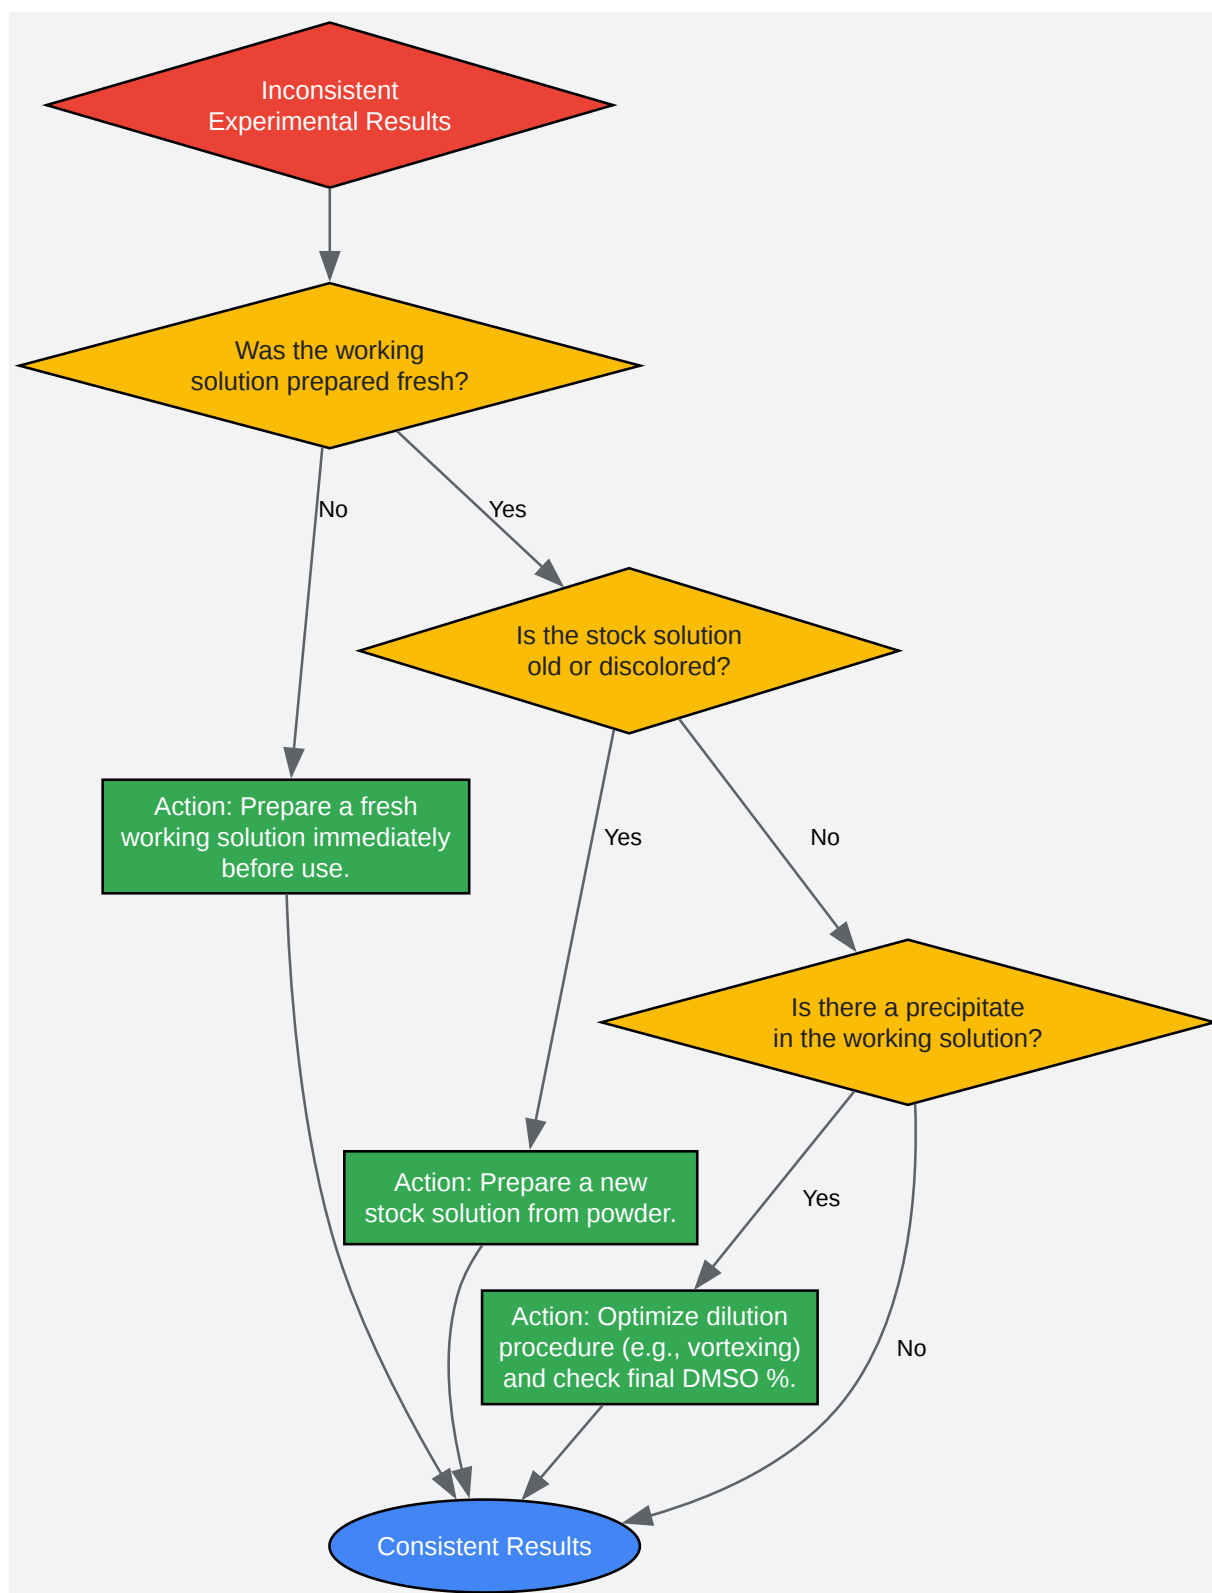 Inconsistent
Experimental Results
Was the working
solution prepared fresh?
No
Yes
Is the stock solution
old or discolored?
Action: Prepare a fresh
working solution immediately
before use.
Yes
No
Is there a precipitate
in the working solution?
Action: Prepare a new
stock solution from powder.
Yes
Action: Optimize dilution
procedure (e.g., vortexing)
and check final DMSO %.
No
Consistent Results